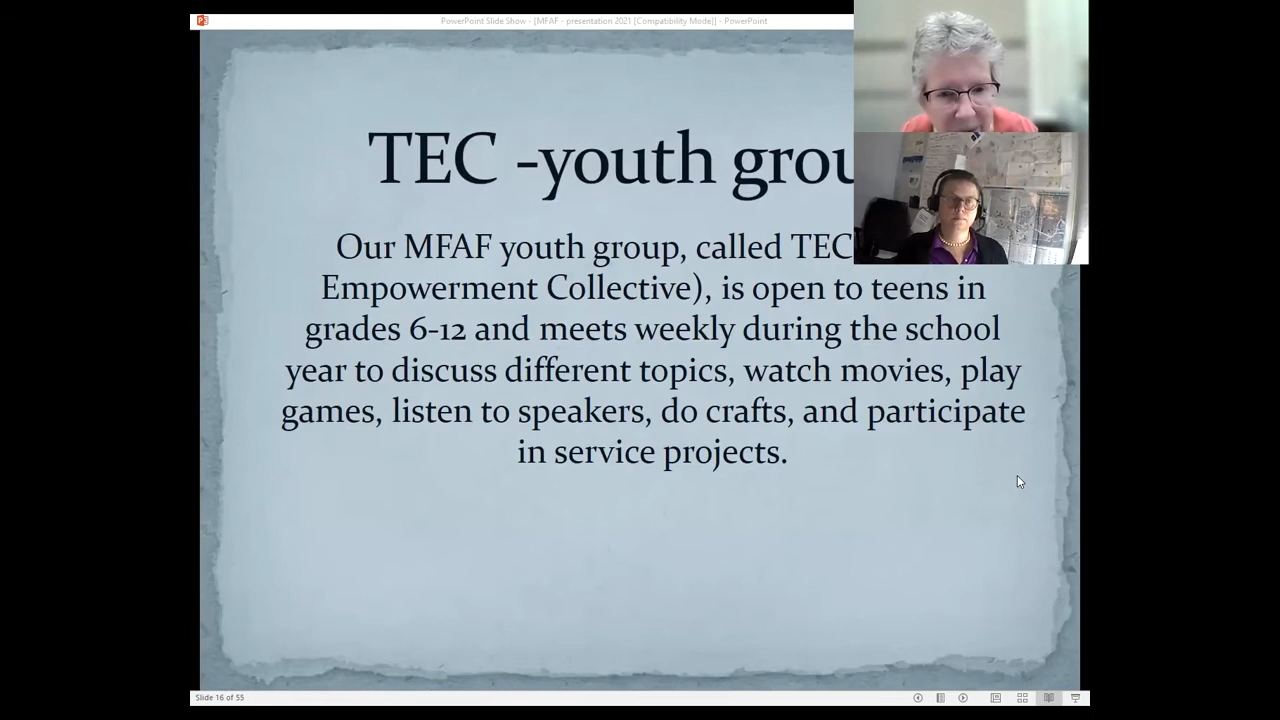 PowerPoint Slide Show - [MFAF - presentation 2021 [Compatibility Mode]] - PowerPoint
TEC -youth grou
Our MFAF youth group, called TEC
Empowerment Collective), is open to teens in
grades 6-12 and meets weekly during the school
year to discuss different topics, watch movies, play
games, listen to speakers, do crafts, and participate
in service projects.
Slide 16 of 55